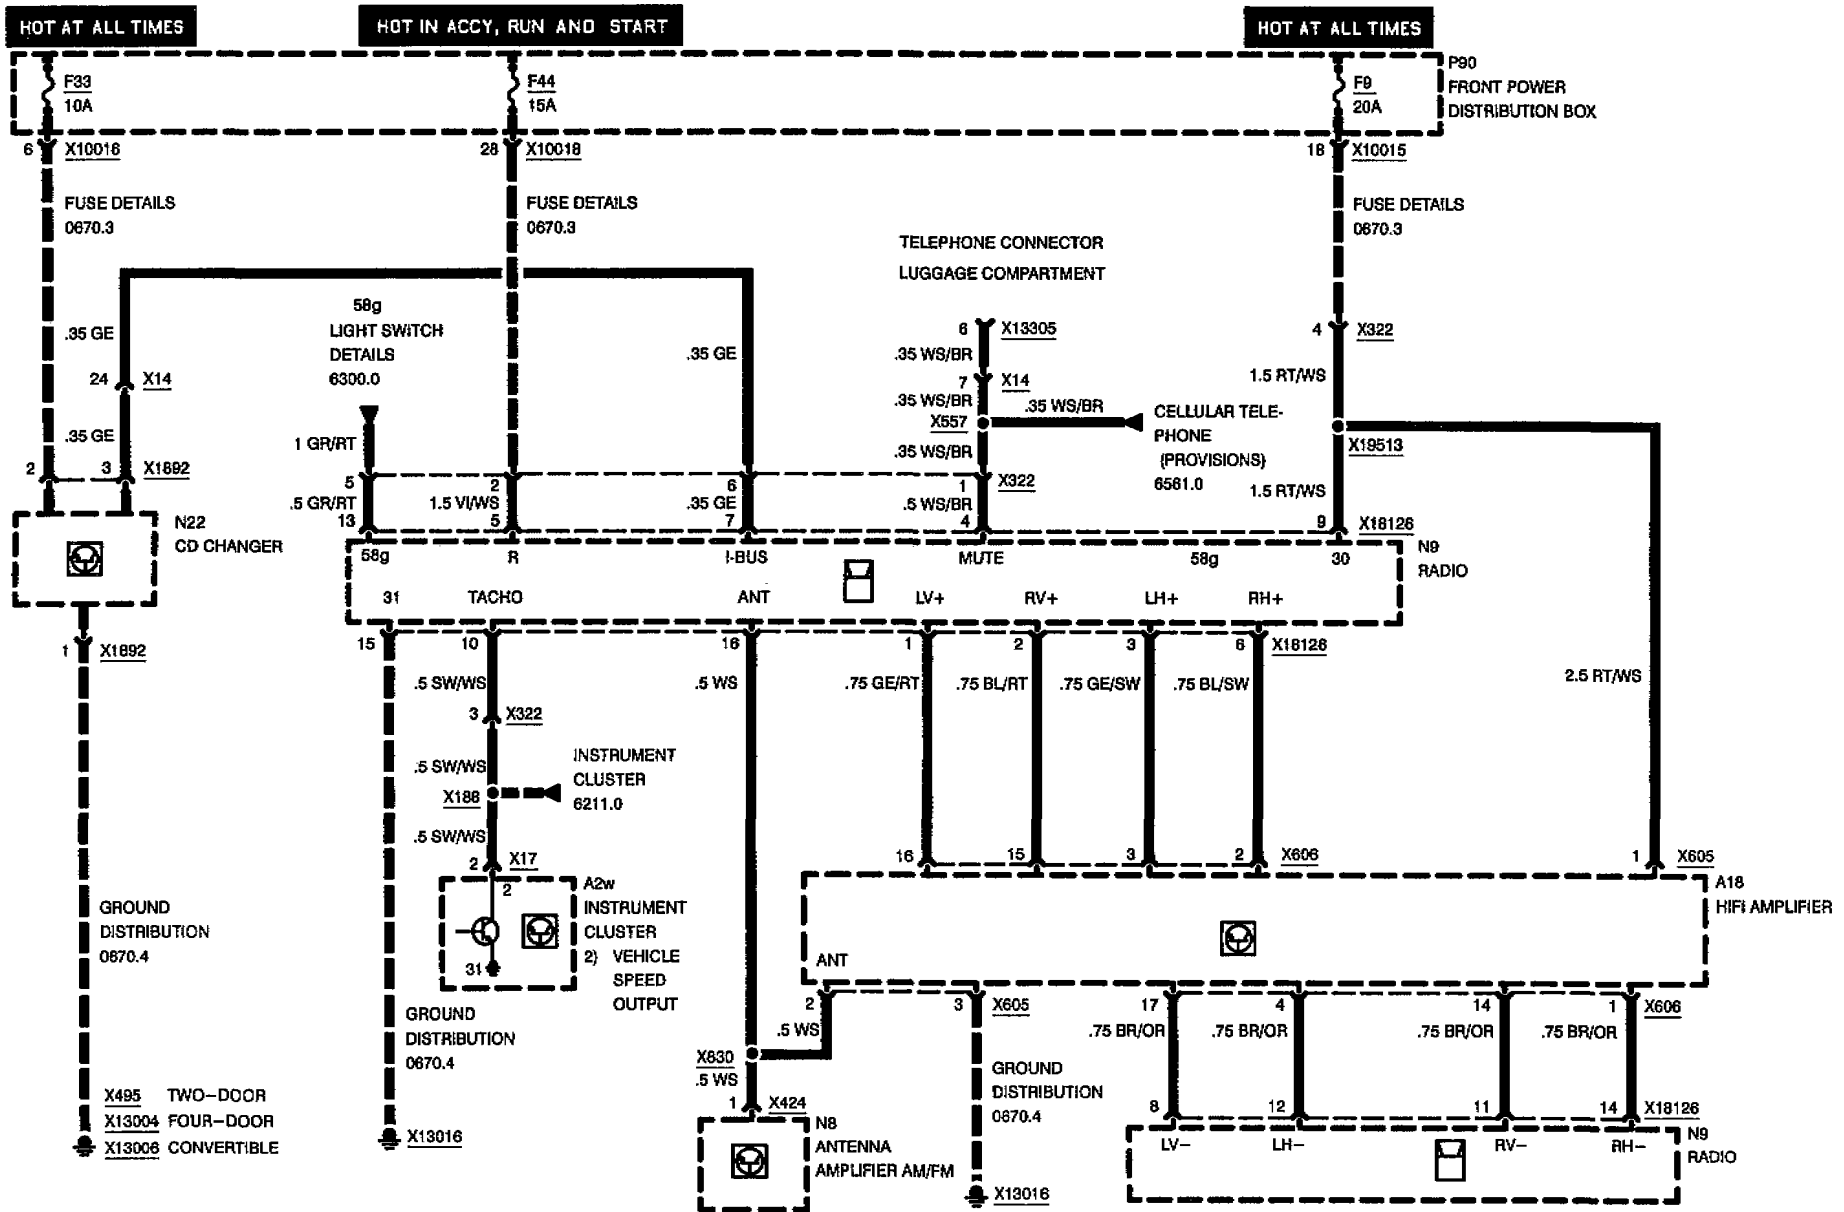 HOT AT ALL TIMES
HOT IN ACCY, RUN AND START
HOT AT ALL TIMES
F33
10A
F44
15A
F9
20A
P90
FRONT POWER
DISTRIBUTION BOX
6 X10016
28 X10018
18 X10015
FUSE DETAILS
0670.3
FUSE DETAILS
0670.3
FUSE DETAILS
0670.3
TELEPHONE CONNECTOR
LUGGAGE COMPARTMENT
58g
LIGHT SWITCH
DETAILS
6300.0
.35 GE
.35 GE
6 X13305
.35 WS/BR
4 X322
24 X14
7 X14
1.5 RT/WS
.35 WS/BR
.35 WS/BR
X557
CELLULAR TELE-
PHONE
(PROVISIONS)
6581.0
X19513
.35 GE
1 GR/RT
.35 WS/BR
2 3 X1892
5 2 6 1 X322
.5 GR/RT
1.5 VI/WS
.35 GE
.5 WS/BR
1.5 RT/WS
13 5 7 4 9 X18126
N22
CD CHANGER
58g R I-BUS MUTE 58g 30
N9
RADIO
31 TACHO ANT LV+ RV+ LH+ RH+
15 10 16 1 2 3 6 X18126
1 X1892
.5 SW/WS
.5 WS
.75 GE/RT
.75 BL/RT
.75 GE/SW
.75 BL/SW
2.5 RT/WS
3 X322
.5 SW/WS
INSTRUMENT
CLUSTER
6211.0
X186
.5 SW/WS
2 X17
16 15 3 2 X606
1 X605
2
A2w
INSTRUMENT
CLUSTER
2) VEHICLE
SPEED
OUTPUT
31
A18
HIFI AMPLIFIER
ANT
GROUND
DISTRIBUTION
0670.4
GROUND
DISTRIBUTION
0670.4
2 3 X605
17 4 14 1 X606
.5 WS
.75 BR/OR
.75 BR/OR
.75 BR/OR
.75 BR/OR
X830
.5 WS
GROUND
DISTRIBUTION
0670.4
1 X424
8 12 11 14 X18126
X495 TWO-DOOR
X13004 FOUR-DOOR
X13006 CONVERTIBLE
X13016
N8
ANTENNA
AMPLIFIER AM/FM
LV- LH- RV- RH-
N9
RADIO
X13016